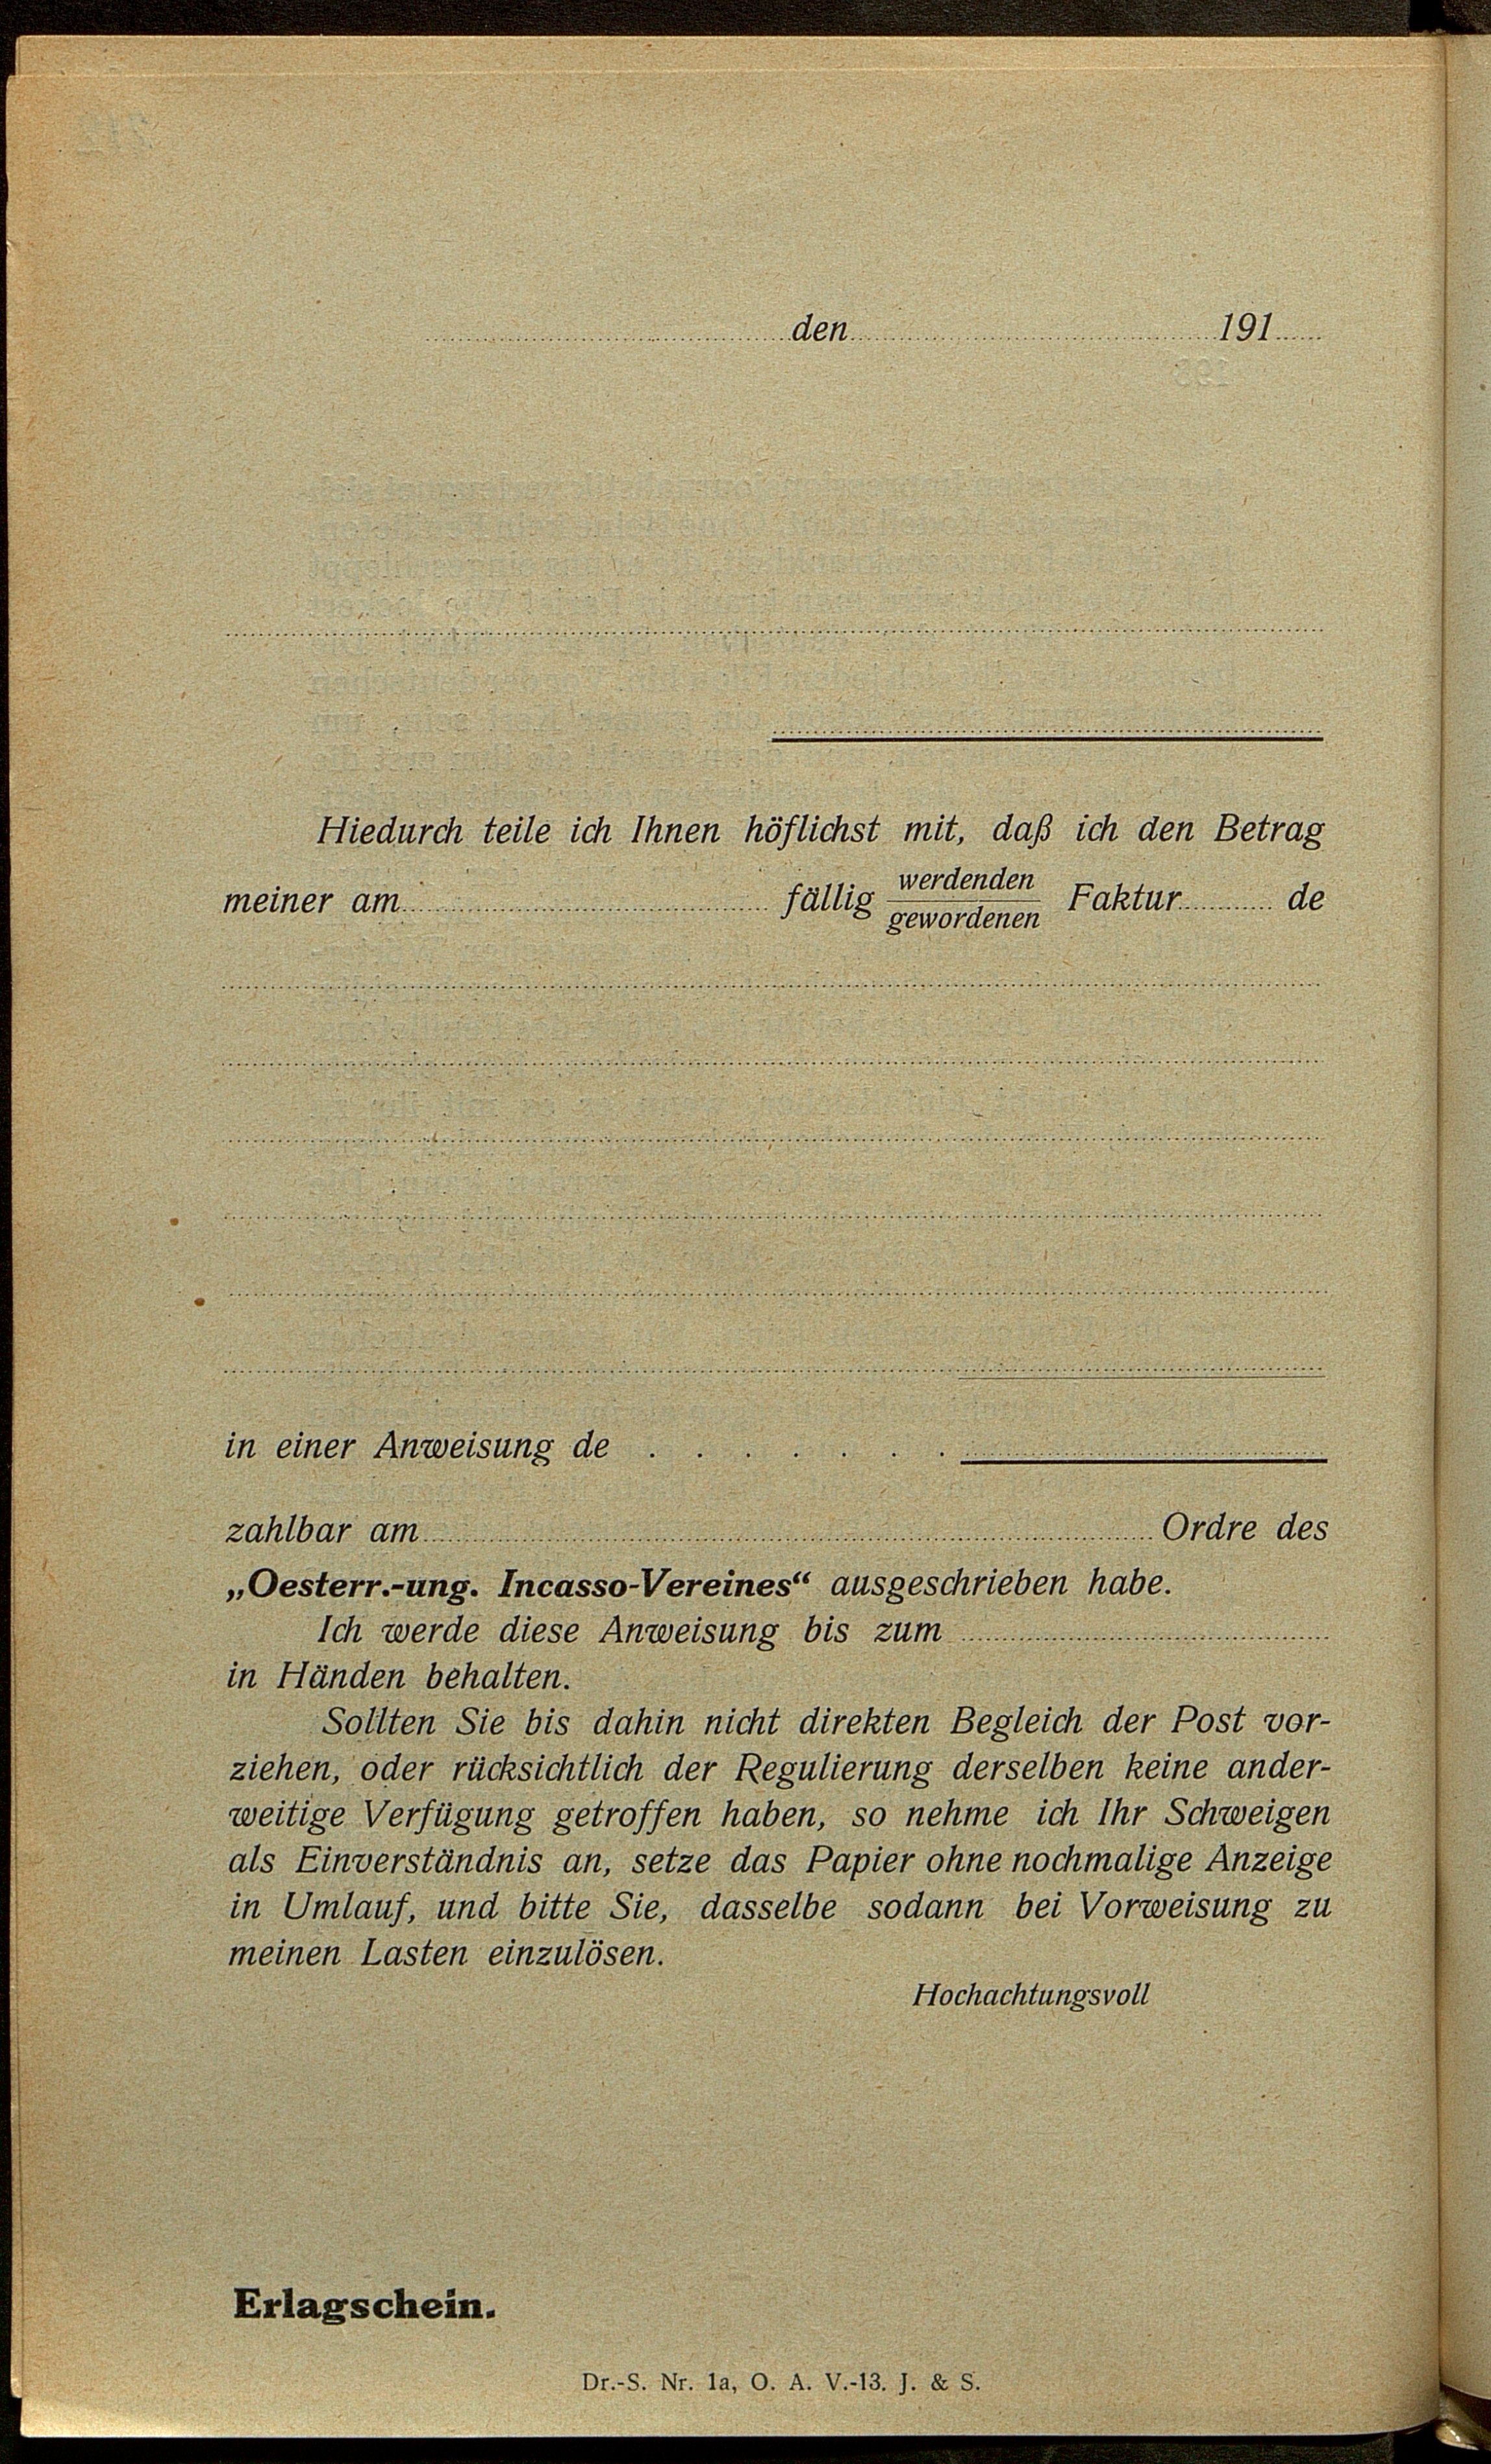 den 191
Hiedurch teile ich Ihnen höflichst mit, daß ich den Betrag
meiner am fällig werdenden gewordenen Faktur de
in einer Anweisung de . . . . . . .
zahlbar am Ordre des
„Oesterr.-ung. Incasso-Vereines“ ausgeschrieben habe.
Ich werde diese Anweisung bis zum
in Händen behalten.
Sollten Sie bis dahin nicht direkten Begleich der Post vor-
ziehen, oder rücksichtlich der Regulierung derselben keine ander-
weitige Verfügung getroffen haben, so nehme ich Ihr Schweigen
als Einverständnis an, setze das Papier ohne nochmalige Anzeige
in Umlauf, und bitte Sie, dasselbe sodann bei Vorweisung zu
meinen Lasten einzulösen.
Hochachtungsvoll
Erlagschein.
Dr.-S. Nr. 1a, O. A. V.-13. J. & S.